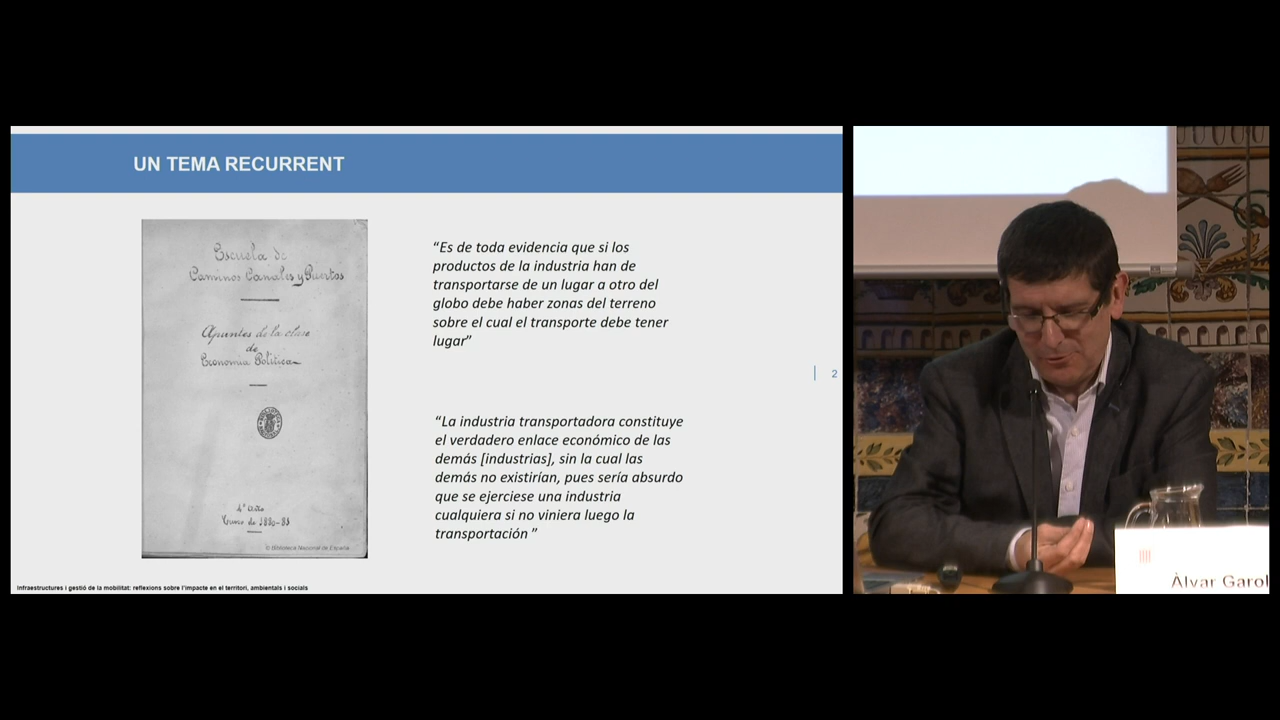 UN TEMA RECURRENT
Escuela de
Caminos Canales y Puertos
Apuntes de la clase
de
Economía Política
4º año
Curso de 1880-81
© Biblioteca Nacional de España
“Es de toda evidencia que si los
productos de la industria han de
transportarse de un lugar a otro del
globo debe haber zonas del terreno
sobre el cual el transporte debe tener
lugar”
“La industria transportadora constituye
el verdadero enlace económico de las
demás [industrias], sin la cual las
demás no existirían, pues sería absurdo
que se ejerciese una industria
cualquiera si no viniera luego la
transportación ”
2
Infraestructures i gestió de la mobilitat: reflexions sobre l'impacte en el territori, ambientals i socials
Àlvar Garol